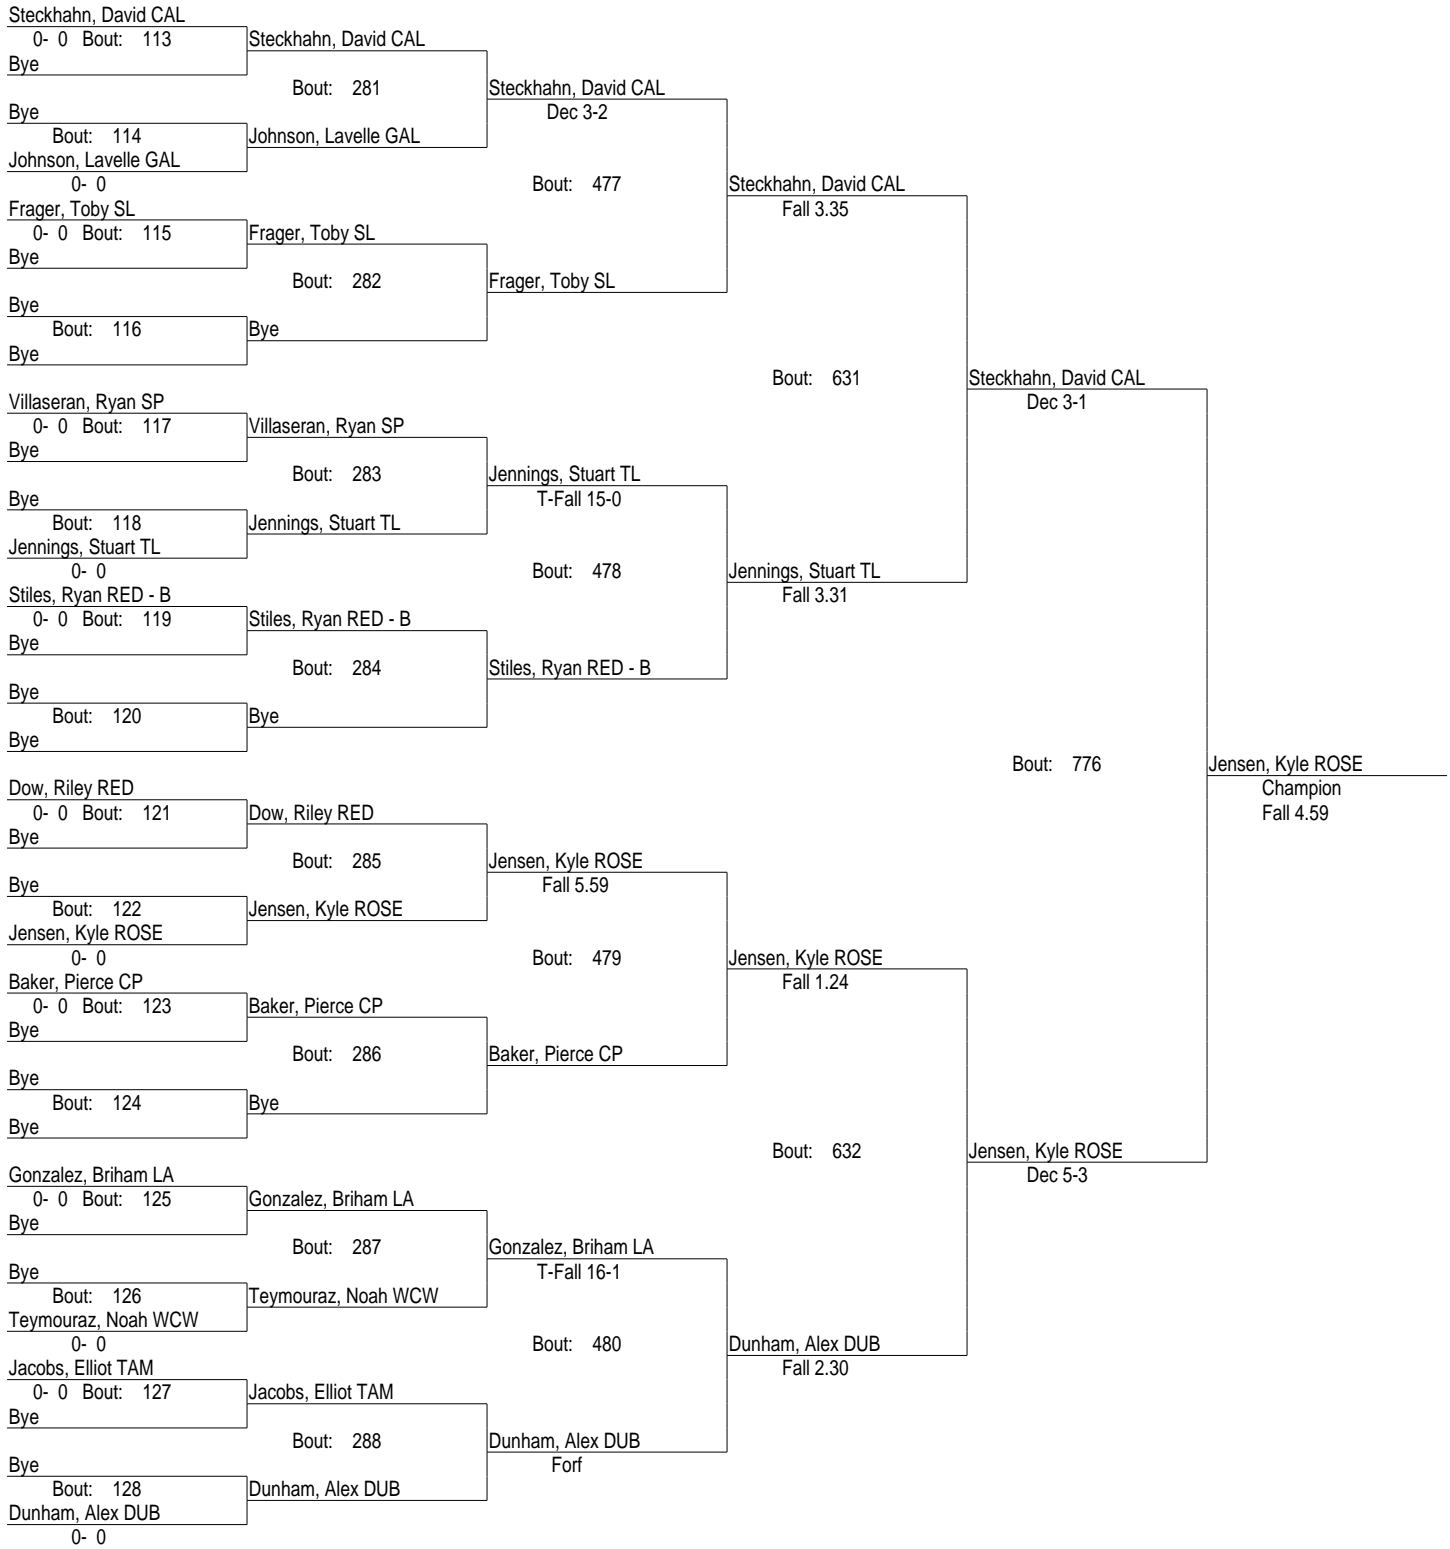 Steckhahn, David CAL
0- 0 Bout: 113 Steckhahn, David CAL
Bye
Bout: 281 Steckhahn, David CAL
Bye Dec 3-2
Bout: 114 Johnson, Lavelle GAL
Johnson, Lavelle GAL
0- 0 Bout: 477 Steckhahn, David CAL
Frager, Toby SL Fall 3.35
0- 0 Bout: 115 Frager, Toby SL
Bye
Bout: 282 Frager, Toby SL
Bye
Bout: 116 Bye
Bye
Bout: 631 Steckhahn, David CAL
Villaseran, Ryan SP Dec 3-1
0- 0 Bout: 117 Villaseran, Ryan SP
Bye
Bout: 283 Jennings, Stuart TL
Bye T-Fall 15-0
Bout: 118 Jennings, Stuart TL
Jennings, Stuart TL
0- 0 Bout: 478 Jennings, Stuart TL
Stiles, Ryan RED - B Fall 3.31
0- 0 Bout: 119 Stiles, Ryan RED - B
Bye
Bout: 284 Stiles, Ryan RED - B
Bye
Bout: 120 Bye
Bye
Bout: 776 Jensen, Kyle ROSE
Dow, Riley RED Champion
0- 0 Bout: 121 Dow, Riley RED Fall 4.59
Bye
Bout: 285 Jensen, Kyle ROSE
Bye Fall 5.59
Bout: 122 Jensen, Kyle ROSE
Jensen, Kyle ROSE
0- 0 Bout: 479 Jensen, Kyle ROSE
Baker, Pierce CP Fall 1.24
0- 0 Bout: 123 Baker, Pierce CP
Bye
Bout: 286 Baker, Pierce CP
Bye
Bout: 124 Bye
Bye
Bout: 632 Jensen, Kyle ROSE
Gonzalez, Briham LA Dec 5-3
0- 0 Bout: 125 Gonzalez, Briham LA
Bye
Bout: 287 Gonzalez, Briham LA
Bye T-Fall 16-1
Bout: 126 Teymouraz, Noah WCW
Teymouraz, Noah WCW
0- 0 Bout: 480 Dunham, Alex DUB
Jacobs, Elliot TAM Fall 2.30
0- 0 Bout: 127 Jacobs, Elliot TAM
Bye
Bout: 288 Dunham, Alex DUB
Bye Forf
Bout: 128 Dunham, Alex DUB
Dunham, Alex DUB
0- 0